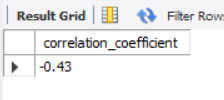 Result Grid Filter Rows
correlation_coefficient
-0.43